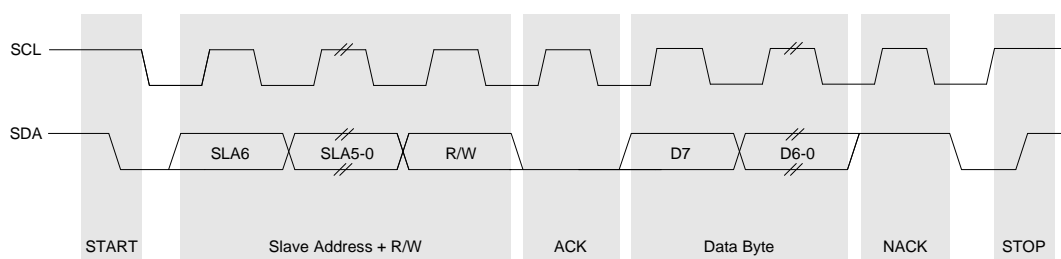 SCL
SDA
SLA6 SLA5-0 R/W D7 D6-0
START Slave Address + R/W ACK Data Byte NACK STOP